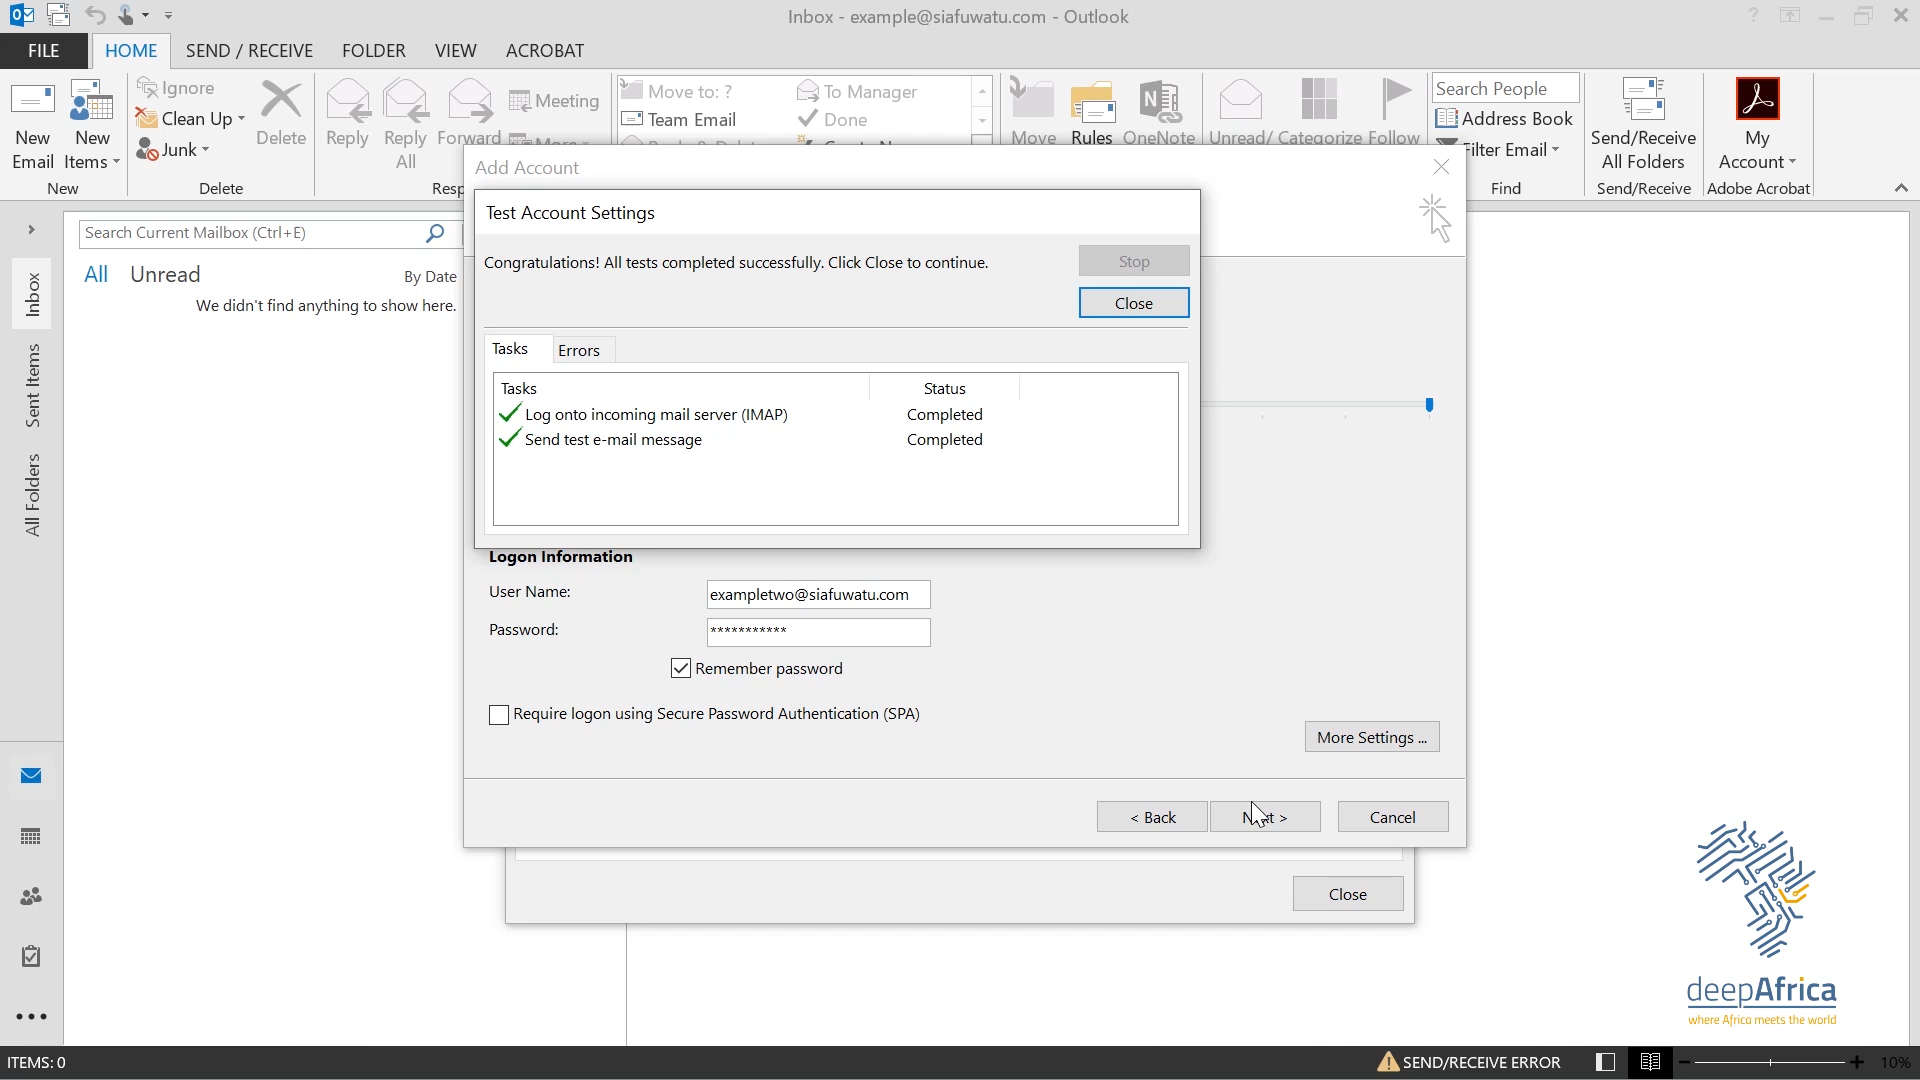 Inbox - example@siafuwatu.com - Outlook
?
FILE
HOME
SEND / RECEIVE
FOLDER
VIEW
ACROBAT
New
Email
New
Items
New
Ignore
Clean Up
Junk
Delete
Delete
Reply
Reply
All
Forward
Meeting
Resp
Move to: ?
Team Email
To Manager
Done
Move
Rules
OneNote
Unread/
Categorize
Follow
Search People
Address Book
Filter Email
Find
Send/Receive
All Folders
Send/Receive
My
Account
Adobe Acrobat
Inbox
Sent Items
All Folders
Search Current Mailbox (Ctrl+E)
All
Unread
By Date
We didn't find anything to show here.
Add Account
Test Account Settings
Congratulations! All tests completed successfully. Click Close to continue.
Stop
Close
Tasks
Errors
Tasks
Status
Log onto incoming mail server (IMAP)
Completed
Send test e-mail message
Completed
Logon Information
User Name:
exampletwo@siafuwatu.com
Password:
***********
Remember password
Require logon using Secure Password Authentication (SPA)
More Settings ...
< Back
Next >
Cancel
Close
deepAfrica
where Africa meets the world
ITEMS: 0
SEND/RECEIVE ERROR
10%